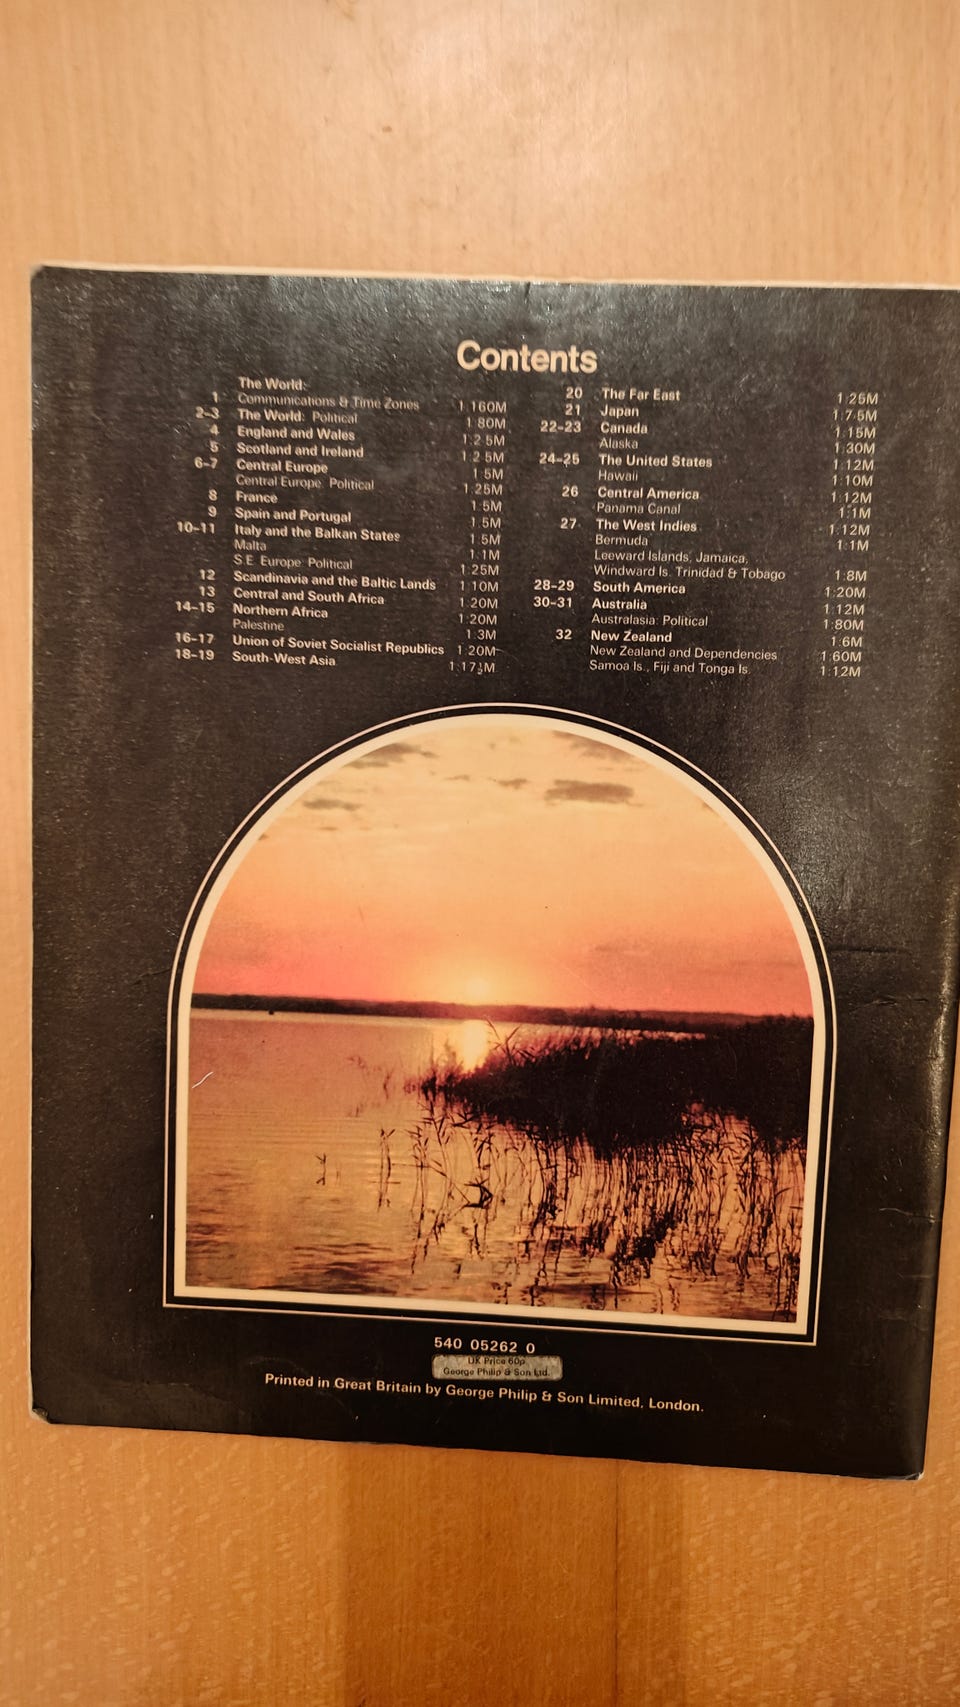 Contents
The World:
1 Communications & Time Zones 1:160M
2-3 The World: Political 1:80M
4 England and Wales 1:2·5M
5 Scotland and Ireland 1:2·5M
6-7 Central Europe 1:5M
Central Europe: Political 1:25M
8 France 1:5M
9 Spain and Portugal 1:5M
10-11 Italy and the Balkan States 1:5M
Malta 1:1M
S.E. Europe: Political 1:25M
12 Scandinavia and the Baltic Lands 1:10M
13 Central and South Africa 1:20M
14-15 Northern Africa 1:20M
Palestine 1:3M
16-17 Union of Soviet Socialist Republics 1:20M
18-19 South-West Asia 1:17½M
20 The Far East 1:25M
21 Japan 1:7·5M
22-23 Canada 1:15M
Alaska 1:30M
24-25 The United States 1:12M
Hawaii 1:10M
26 Central America 1:12M
Panama Canal 1:1M
27 The West Indies 1:12M
Bermuda 1:1M
Leeward Islands, Jamaica,
Windward Is. Trinidad & Tobago 1:8M
28-29 South America 1:20M
30-31 Australia 1:12M
Australasia: Political 1:80M
32 New Zealand 1:6M
New Zealand and Dependencies 1:60M
Samoa Is., Fiji and Tonga Is. 1:12M
540 05262 0
UK Price 60p
George Philip & Son Ltd.
Printed in Great Britain by George Philip & Son Limited, London.